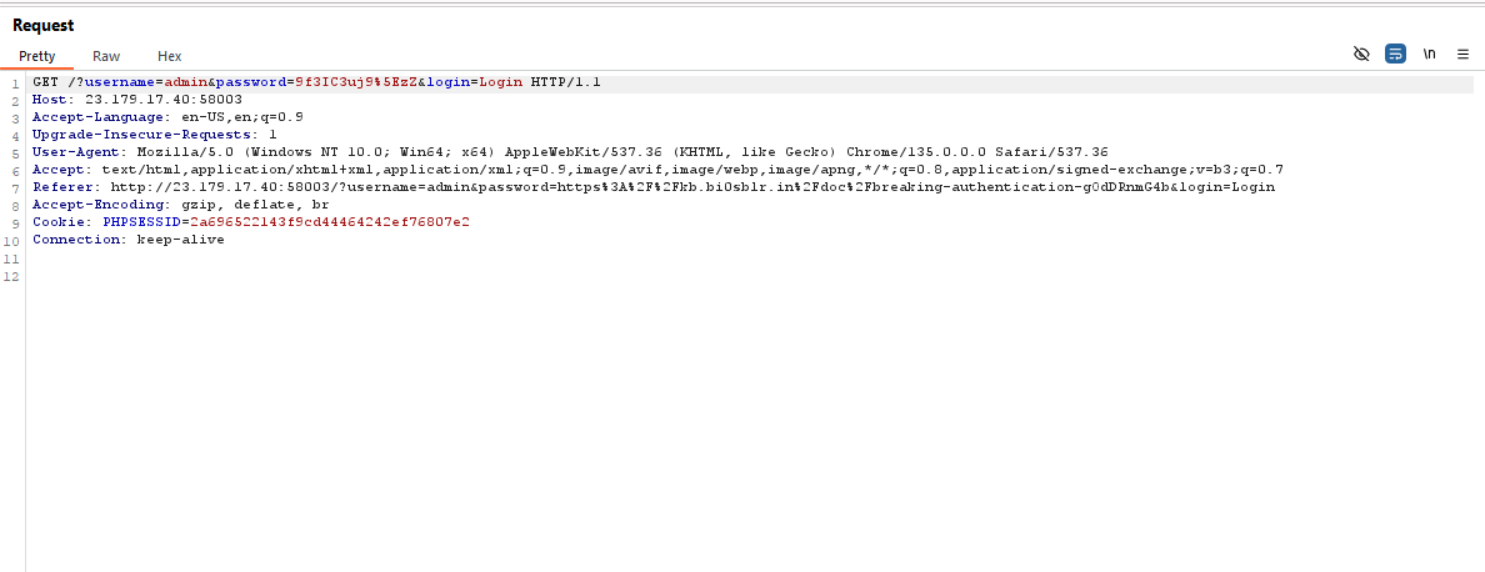 Request
Pretty Raw Hex
\n
1 GET /?username=admin&password=9f3IC3uj9%5EzZ&login=Login HTTP/1.1
2 Host: 23.179.17.40:58003
3 Accept-Language: en-US,en;q=0.9
4 Upgrade-Insecure-Requests: 1
5 User-Agent: Mozilla/5.0 (Windows NT 10.0; Win64; x64) AppleWebKit/537.36 (KHTML, like Gecko) Chrome/135.0.0.0 Safari/537.36
6 Accept: text/html,application/xhtml+xml,application/xml;q=0.9,image/avif,image/webp,image/apng,*/*;q=0.8,application/signed-exchange;v=b3;q=0.7
7 Referer: http://23.179.17.40:58003/?username=admin&password=https%3A%2F%2Fkb.bi0sblr.in%2Fdoc%2Fbreaking-authentication-g0dDRnmG4b&login=Login
8 Accept-Encoding: gzip, deflate, br
9 Cookie: PHPSESSID=2a696522143f9cd44464242ef76807e2
10 Connection: keep-alive
11
12